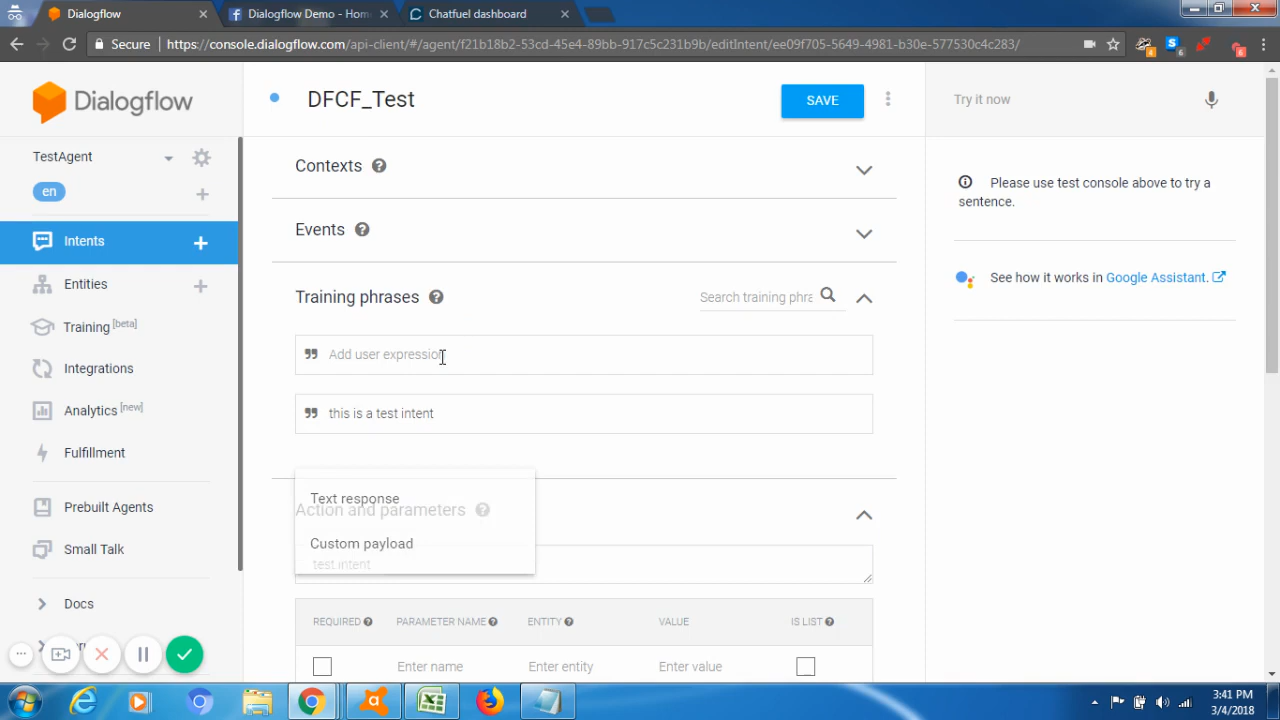 Dialogflow
Dialogflow Demo - Hom
Chatfuel dashboard
Secure
https://console.dialogflow.com/api-client/#/agent/f21b18b2-53cd-45e4-89bb-917c5c231b9b/editIntent/ee09f705-5649-4981-b30e-577530c4c283/
4
6
6
Dialogflow
DFCF_Test
SAVE
Try it now
TestAgent
en
Contexts
Please use test console above to try a
sentence.
Events
Intents
See how it works in Google Assistant.
Entities
Training phrases
Search training phra
Training [beta]
Add user expression
Integrations
Analytics [new]
this is a test intent
Fulfillment
Text response
Prebuilt Agents
Action and parameters
Small Talk
Custom payload
test intent
Docs
REQUIRED
PARAMETER NAME
ENTITY
VALUE
IS LIST
Enter name
Enter entity
Enter value
3:41 PM
3/4/2018